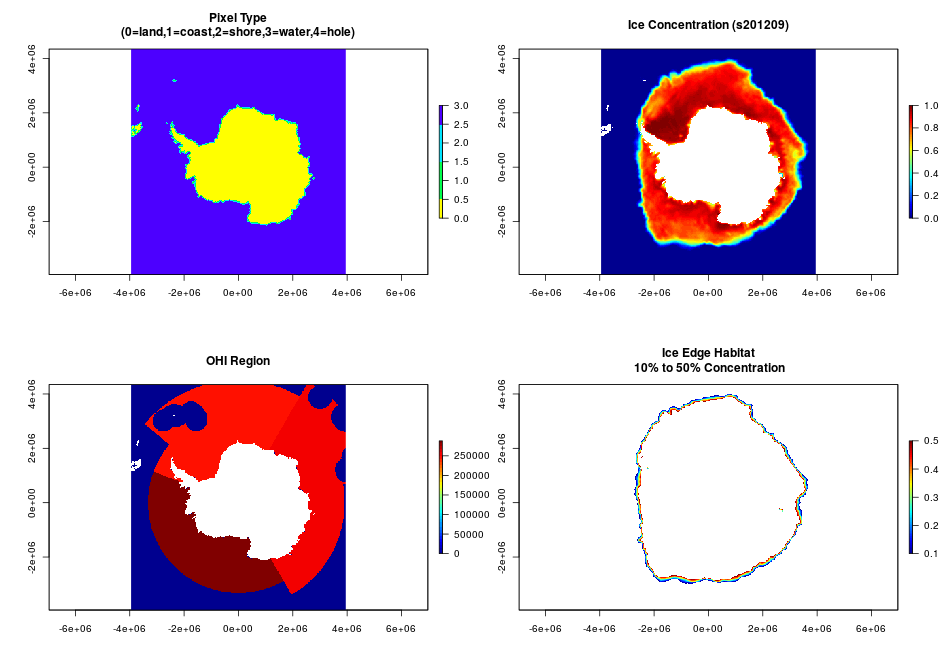 Pixel Type
(0=land,1=coast,2=shore,3=water,4=hole)
4e+06
2e+06
0e+00
-2e+06
-6e+06 -4e+06 -2e+06 0e+00 2e+06 4e+06 6e+06
3.0
2.5
2.0
1.5
1.0
0.5
0.0
Ice Concentration (s201209)
4e+06
2e+06
0e+00
-2e+06
-6e+06 -4e+06 -2e+06 0e+00 2e+06 4e+06 6e+06
1.0
0.8
0.6
0.4
0.2
0.0
OHI Region
4e+06
2e+06
0e+00
-2e+06
-6e+06 -4e+06 -2e+06 0e+00 2e+06 4e+06 6e+06
250000
200000
150000
100000
50000
0
Ice Edge Habitat
10% to 50% Concentration
4e+06
2e+06
0e+00
-2e+06
-6e+06 -4e+06 -2e+06 0e+00 2e+06 4e+06 6e+06
0.5
0.4
0.3
0.2
0.1